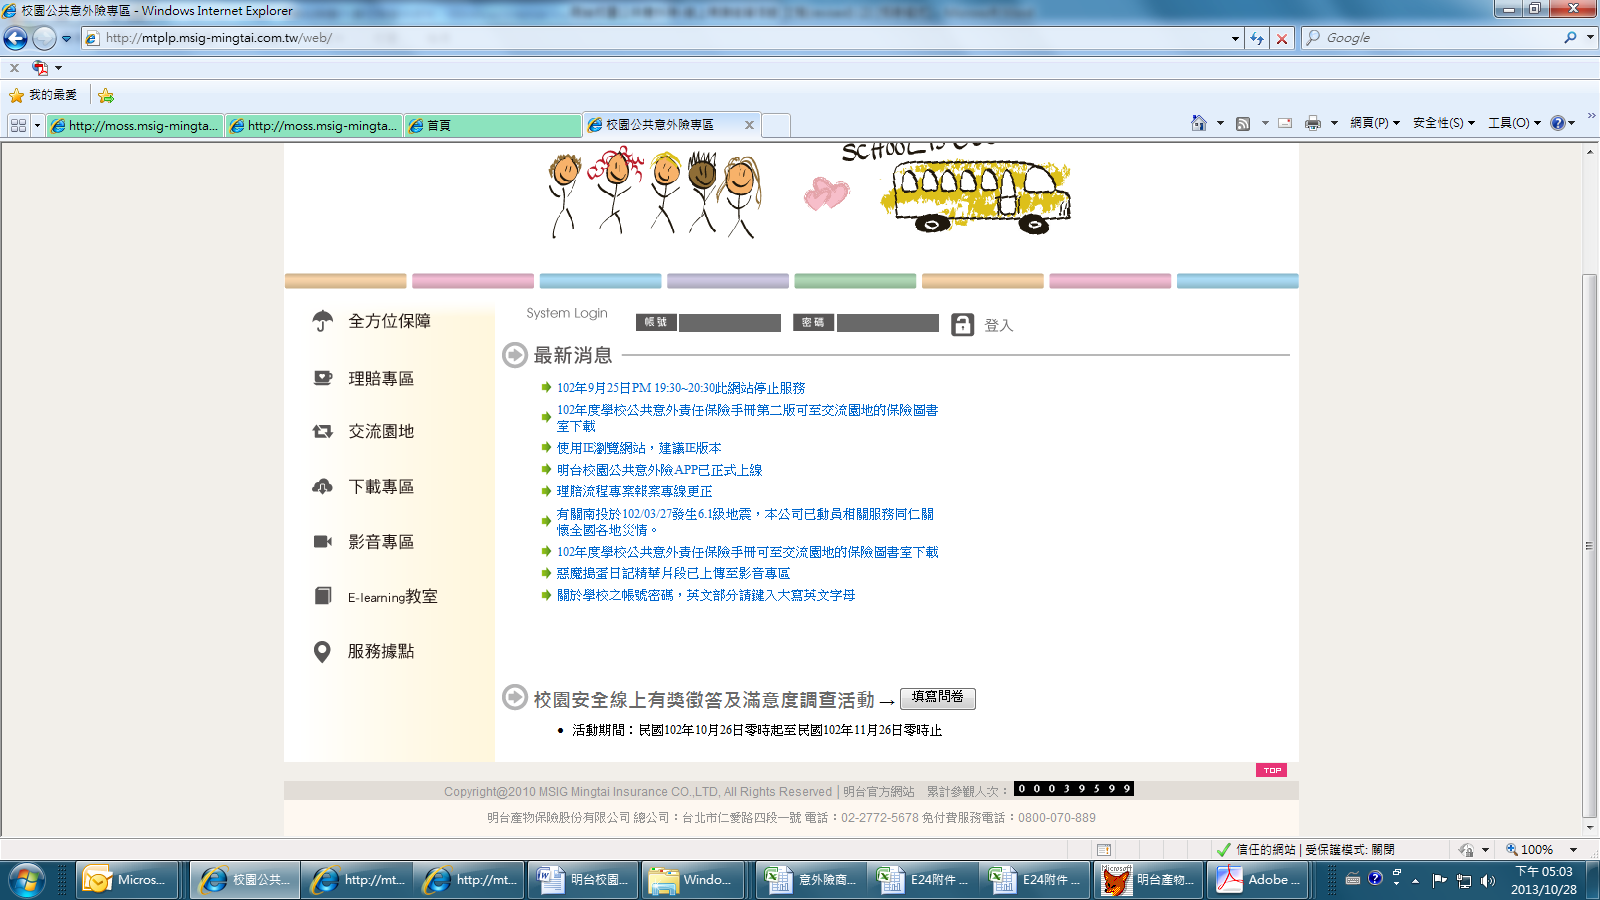 校園公共意外險專區 - Windows Internet Explorer
http://mtplp.msig-mingtai.com.tw/web/
Google
我的最愛
http://moss.msig-mingta...
http://moss.msig-mingta...
首頁
校園公共意外險專區
網頁(P)
安全性(S)
工具(O)
全方位保障
理賠專區
交流園地
下載專區
影音專區
E-learning教室
服務據點
System Login
帳號
密碼
登入
最新消息
102年9月25日PM 19:30~20:30此網站停止服務
102年度學校公共意外責任保險手冊第二版可至交流園地的保險圖書
室下載
使用IE瀏覽網站，建議IE版本
明台校園公共意外險APP已正式上線
理賠流程專案報案專線更正
有關南投於102/03/27發生6.1級地震，本公司已動員相關服務同仁關
懷全國各地災情。
102年度學校公共意外責任保險手冊可至交流園地的保險圖書室下載
惡魔搗蛋日記精華片段已上傳至影音專區
關於學校之帳號密碼，英文部分請鍵入大寫英文字母
校園安全線上有獎徵答及滿意度調查活動→ 填寫問卷
活動期間：民國102年10月26日零時起至民國102年11月26日零時止
TOP
Copyright@2010 MSIG Mingtai Insurance CO.,LTD, All Rights Reserved | 明台官方網站 累計參觀人次： 00039599
明台產物保險股份有限公司 總公司：台北市仁愛路四段一號 電話：02-2772-5678 免付費服務電話：0800-070-889
信任的網站 | 受保護模式: 關閉
100%
Micros...
校園公共...
http://mt...
http://mt...
明台校園...
Windo...
意外險商...
E24附件 ...
E24附件 ...
明台產物...
Adobe ...
下午 05:03
2013/10/28